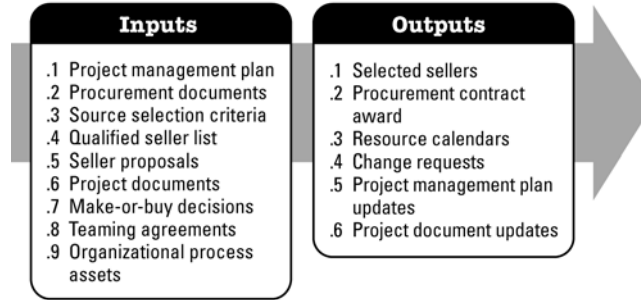 Inputs
.1 Project management plan
.2 Procurement documents
.3 Source selection criteria
.4 Qualified seller list
.5 Seller proposals
.6 Project documents
.7 Make-or-buy decisions
.8 Teaming agreements
.9 Organizational process
assets
Outputs
.1 Selected sellers
.2 Procurement contract
award
.3 Resource calendars
.4 Change requests
.5 Project management plan
updates
.6 Project document updates